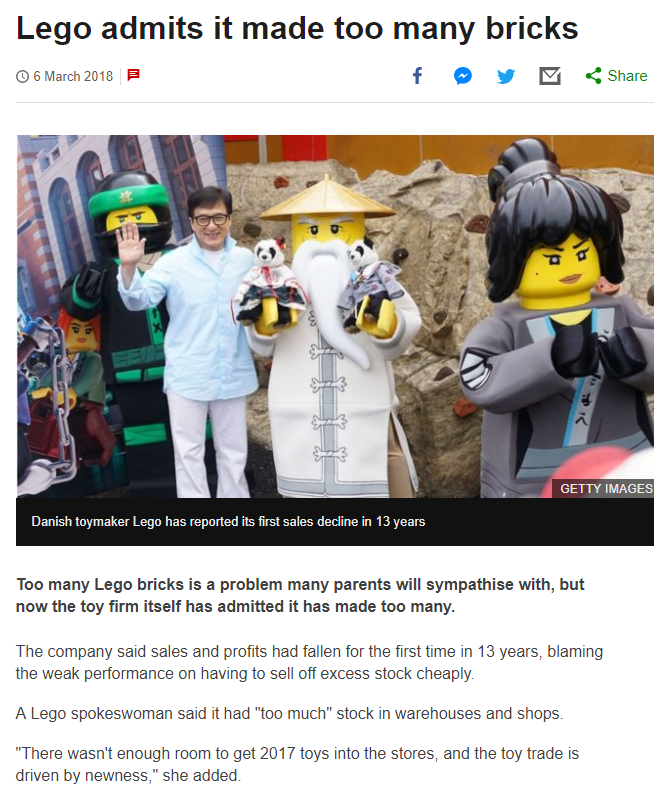 Lego admits it made too many bricks
6 March 2018
Share
GETTY IMAGES
Danish toymaker Lego has reported its first sales decline in 13 years
Too many Lego bricks is a problem many parents will sympathise with, but
now the toy firm itself has admitted it has made too many.
The company said sales and profits had fallen for the first time in 13 years, blaming
the weak performance on having to sell off excess stock cheaply.
A Lego spokeswoman said it had "too much" stock in warehouses and shops.
"There wasn't enough room to get 2017 toys into the stores, and the toy trade is
driven by newness," she added.